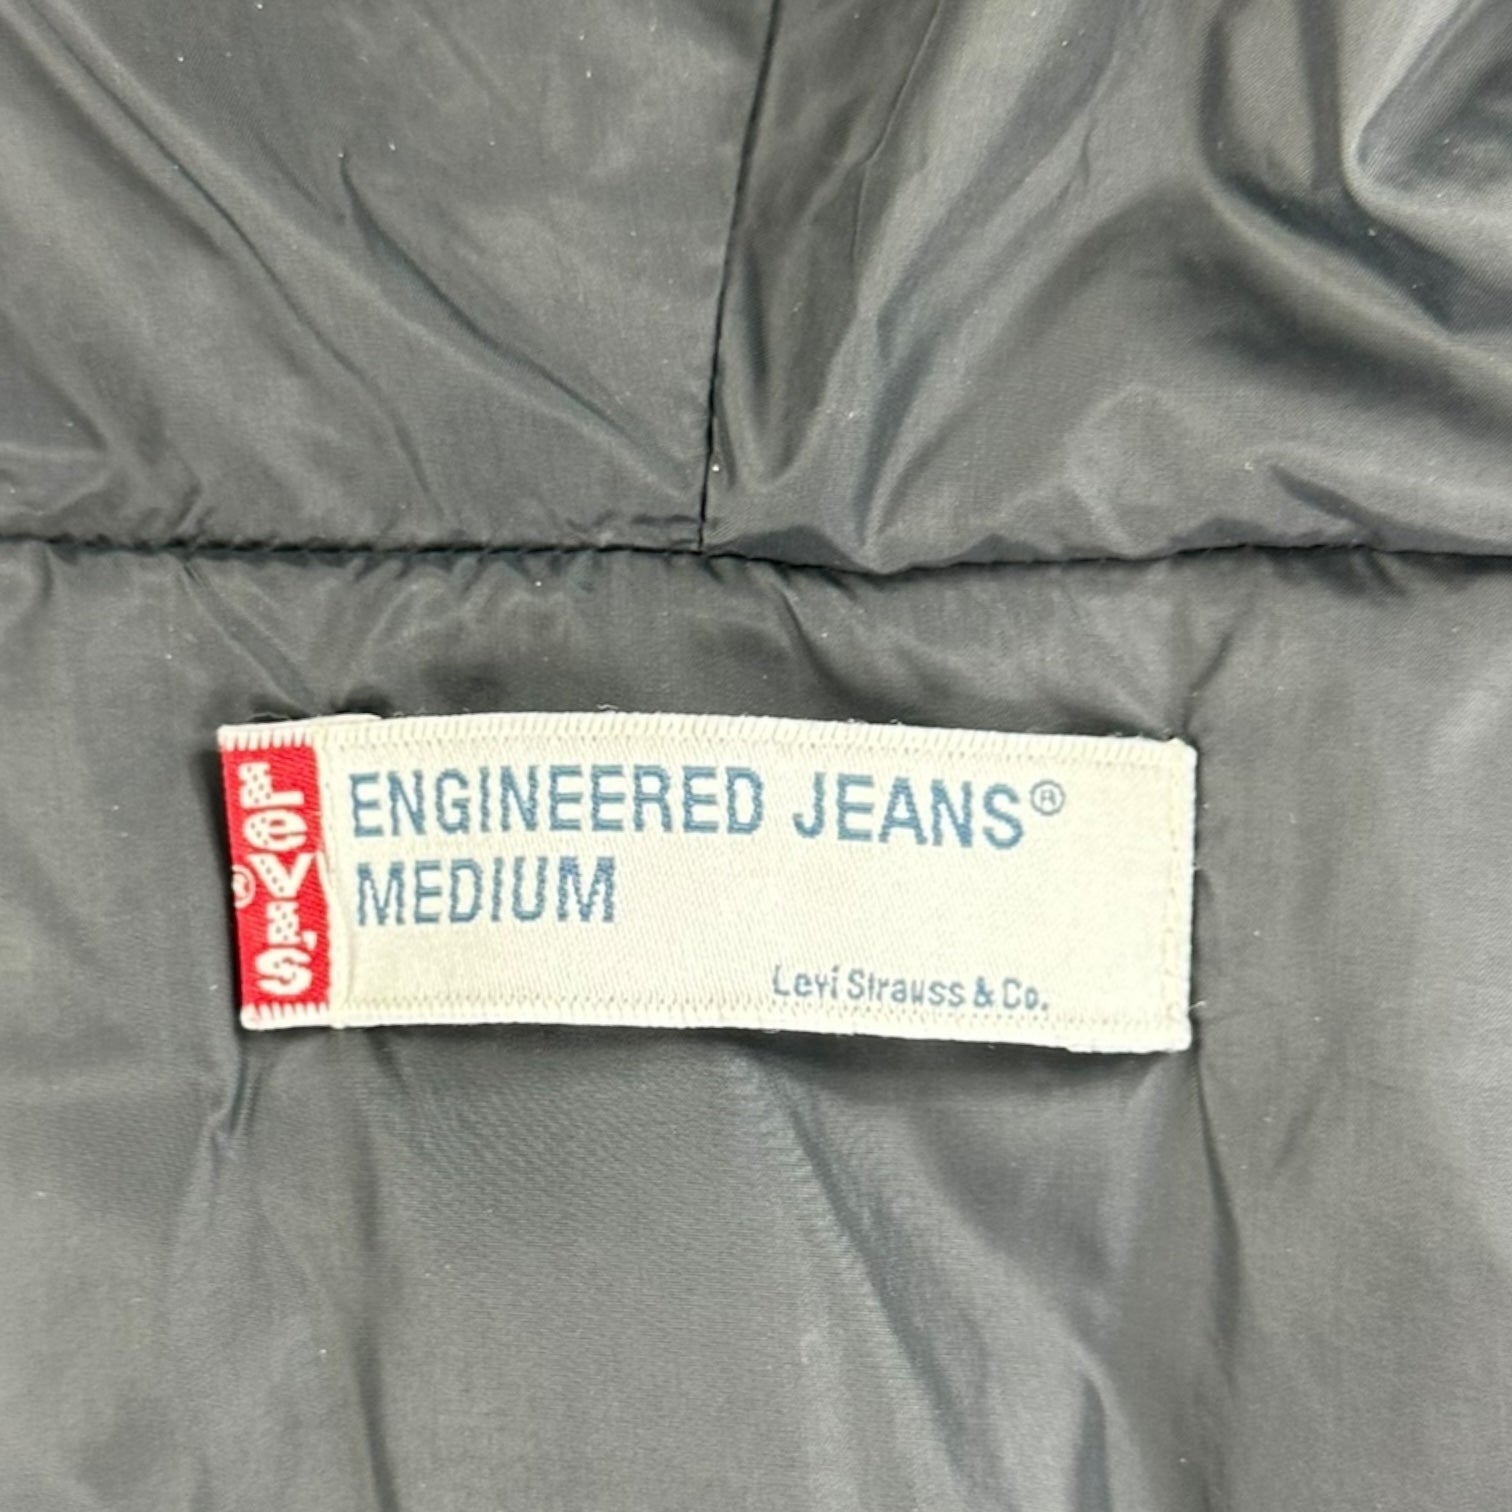 LEVI'S
®
ENGINEERED JEANS®
MEDIUM
Levi Strauss & Co.